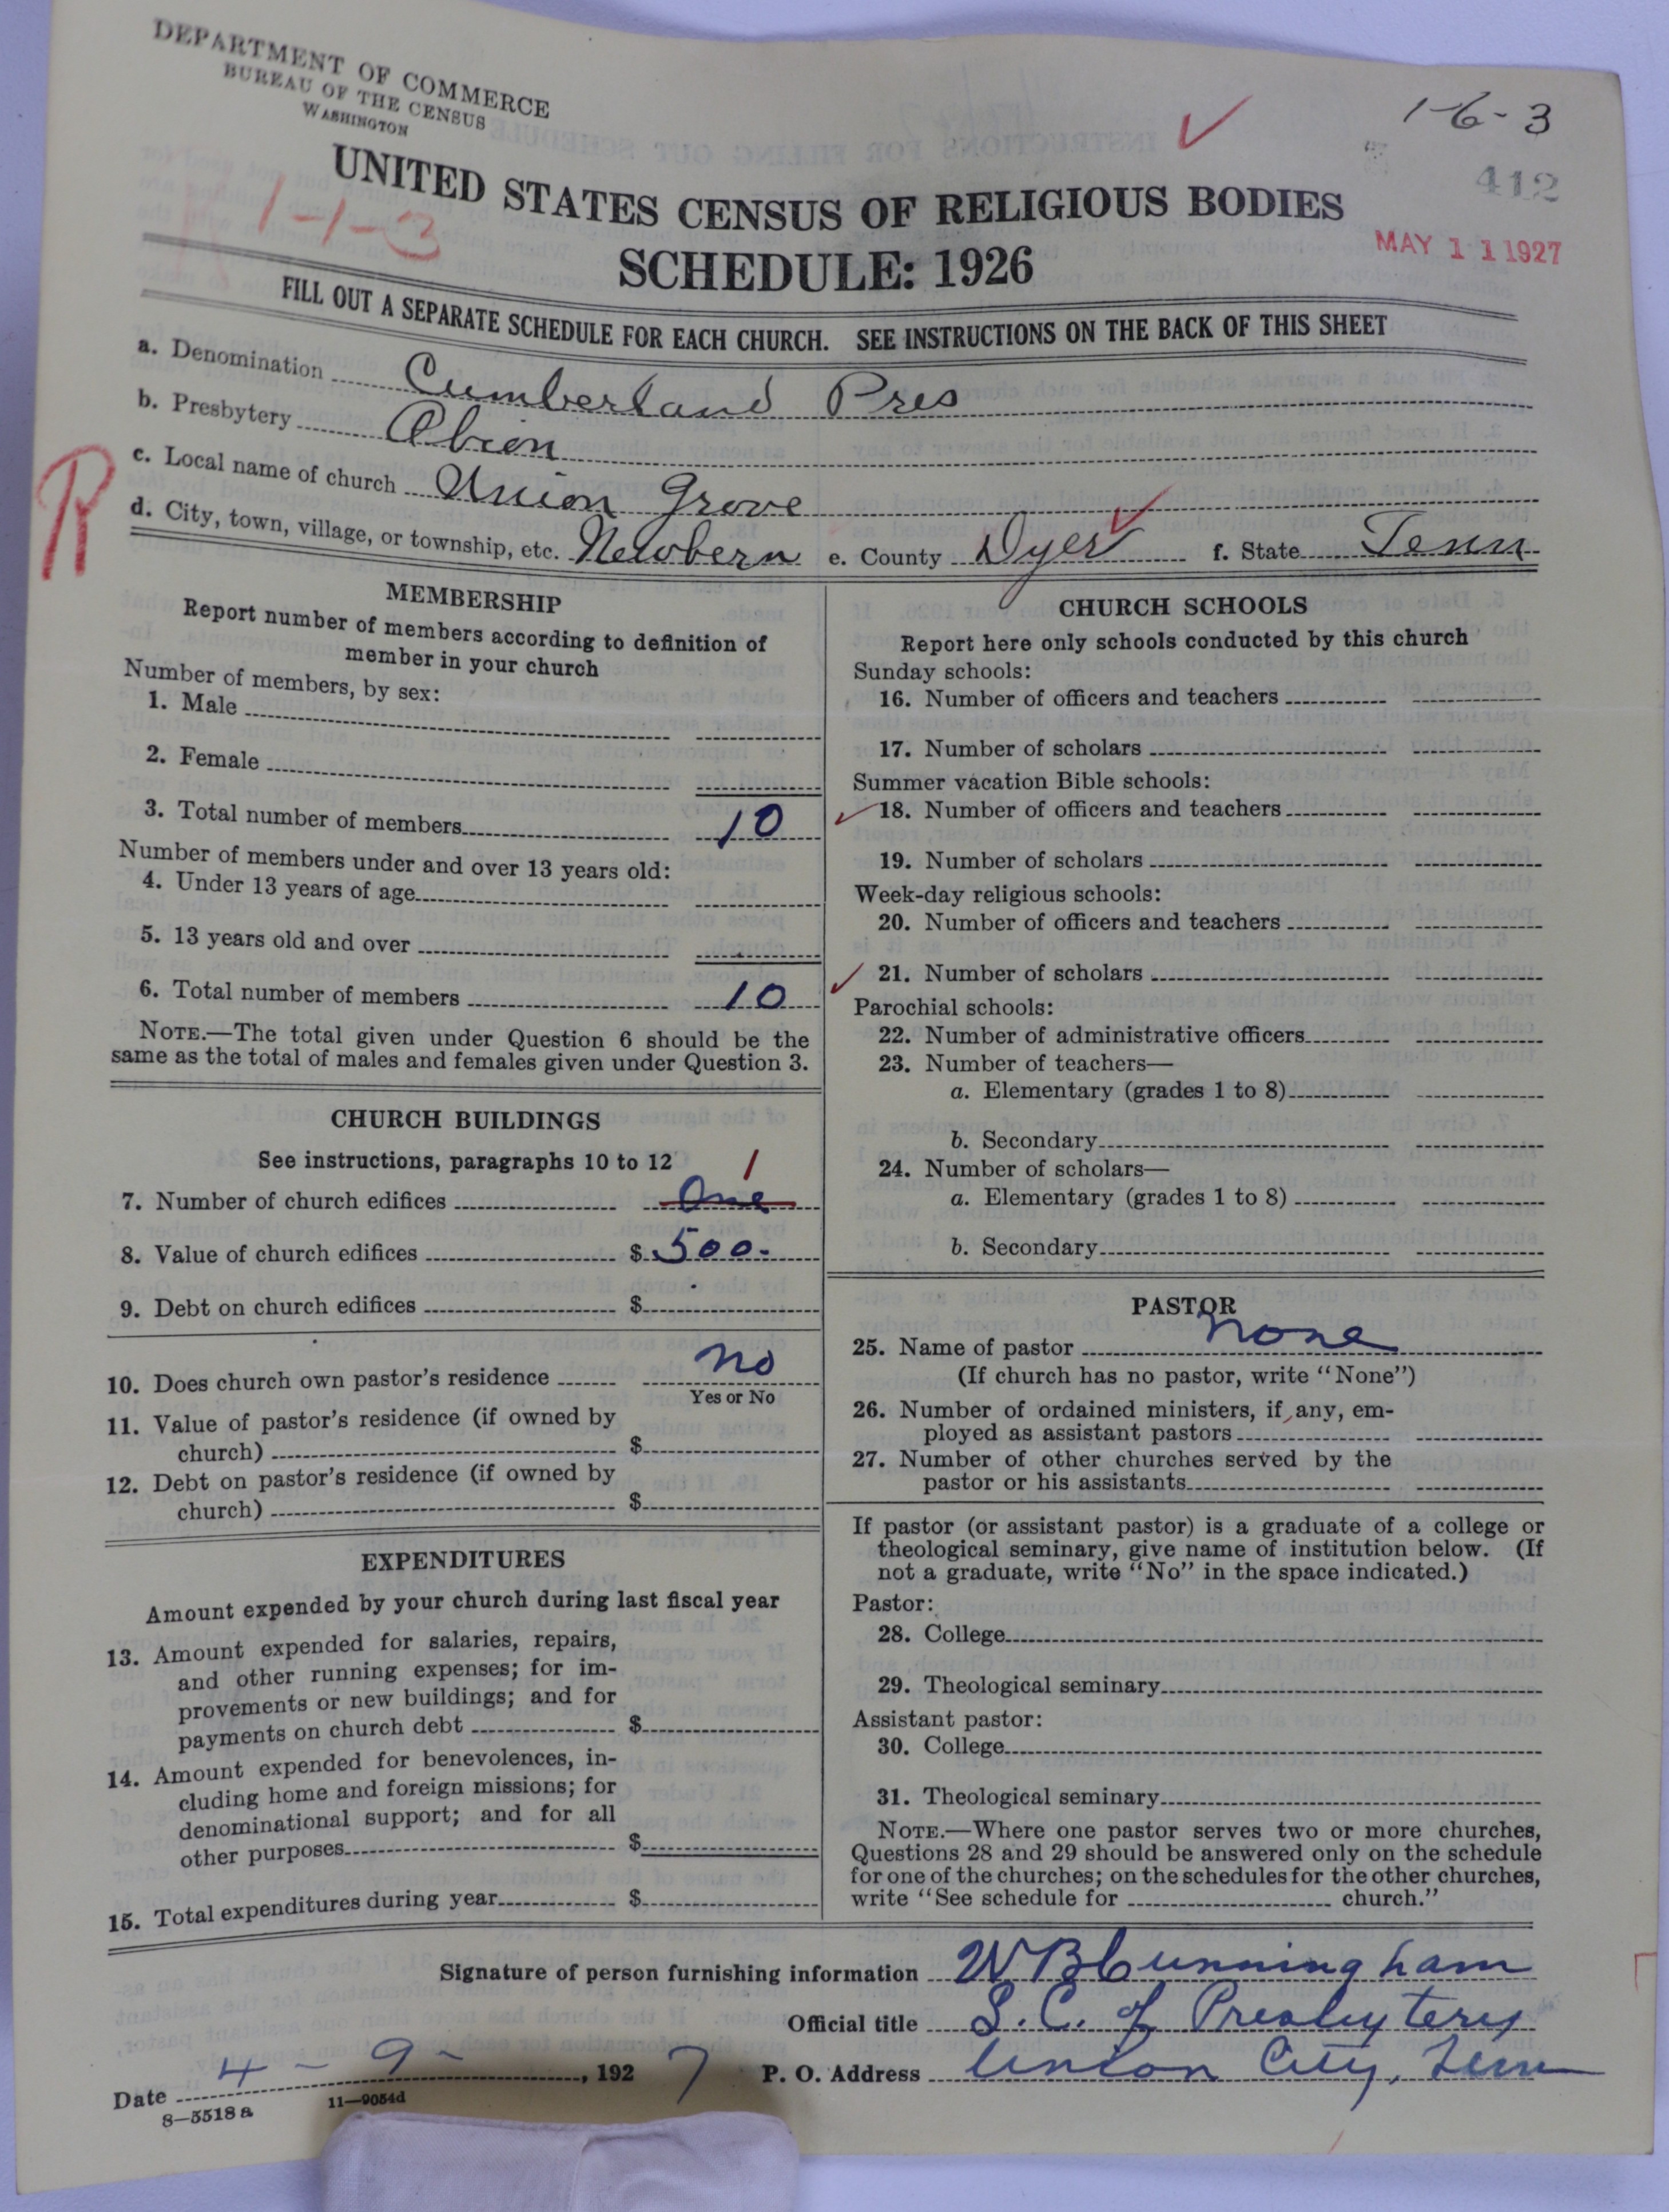 DEPARTMENT OF COMMERCE
BUREAU OF THE CENSUS
WASHINGTON
1-6-3
412
UNITED STATES CENSUS OF RELIGIOUS BODIES
1-1-3
MAY 11 1927
SCHEDULE: 1926
FILL OUT A SEPARATE SCHEDULE FOR EACH CHURCH. SEE INSTRUCTIONS ON THE BACK OF THIS SHEET
a. Denomination Cumberland Pres
b. Presbytery Obion
c. Local name of church Union Grove
R
d. City, town, village, or township, etc. Newbern e. County Dyer f. State Tenn
MEMBERSHIP
Report number of members according to definition of
member in your church
Number of members, by sex:
1. Male
2. Female
3. Total number of members 10
Number of members under and over 13 years old:
4. Under 13 years of age
5. 13 years old and over
6. Total number of members 10
NOTE.—The total given under Question 6 should be the
same as the total of males and females given under Question 3.
CHURCH BUILDINGS
See instructions, paragraphs 10 to 12
1
7. Number of church edifices One
8. Value of church edifices $ 500-
9. Debt on church edifices $
10. Does church own pastor's residence no
Yes or No
11. Value of pastor's residence (if owned by
church) $
12. Debt on pastor's residence (if owned by
church) $
EXPENDITURES
Amount expended by your church during last fiscal year
13. Amount expended for salaries, repairs,
and other running expenses; for im-
provements or new buildings; and for
payments on church debt $
14. Amount expended for benevolences, in-
cluding home and foreign missions; for
denominational support; and for all
other purposes $
15. Total expenditures during year $
CHURCH SCHOOLS
Report here only schools conducted by this church
Sunday schools:
16. Number of officers and teachers
17. Number of scholars
Summer vacation Bible schools:
18. Number of officers and teachers
19. Number of scholars
Week-day religious schools:
20. Number of officers and teachers
21. Number of scholars
Parochial schools:
22. Number of administrative officers
23. Number of teachers—
a. Elementary (grades 1 to 8)
b. Secondary
24. Number of scholars—
a. Elementary (grades 1 to 8)
b. Secondary
PASTOR
25. Name of pastor none
(If church has no pastor, write "None")
26. Number of ordained ministers, if any, em-
ployed as assistant pastors
27. Number of other churches served by the
pastor or his assistants
If pastor (or assistant pastor) is a graduate of a college or
theological seminary, give name of institution below. (If
not a graduate, write "No" in the space indicated.)
Pastor:
28. College
29. Theological seminary
Assistant pastor:
30. College
31. Theological seminary
NOTE.—Where one pastor serves two or more churches,
Questions 28 and 29 should be answered only on the schedule
for one of the churches; on the schedules for the other churches,
write "See schedule for church."
Signature of person furnishing information W B Cunningham
Official title S. C. of Presbytery
Date 4-9-, 1927 P. O. Address Union City, Tenn
8-5518 a 11-9054d